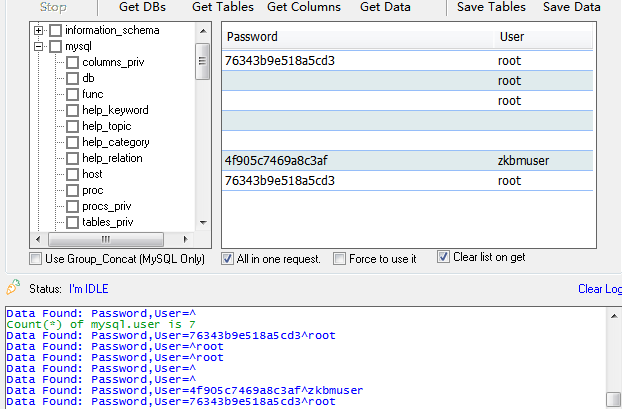 Stop Get DBs Get Tables Get Columns Get Data Save Tables Save Data
information_schema
mysql
columns_priv
db
func
help_keyword
help_topic
help_category
help_relation
host
proc
procs_priv
tables_priv
Password User
76343b9e518a5cd3 root
root
root
4f905c7469a8c3af zkbmuser
76343b9e518a5cd3 root
Use Group_Concat (MySQL Only) All in one request. Force to use it Clear list on get
Status: I'm IDLE Clear Log
Data Found: Password,User=^
Count(*) of mysql.user is 7
Data Found: Password,User=76343b9e518a5cd3^root
Data Found: Password,User=^root
Data Found: Password,User=^root
Data Found: Password,User=^
Data Found: Password,User=^
Data Found: Password,User=4f905c7469a8c3af^zkbmuser
Data Found: Password,User=76343b9e518a5cd3^root